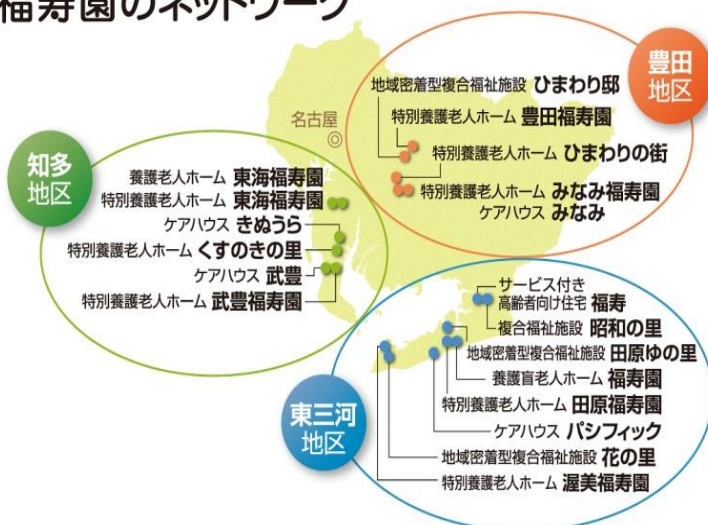 福寿園のネットワーク
豊田
地区
地域密着型複合福祉施設 ひまわり邸
特別養護老人ホーム 豊田福寿園
名古屋
特別養護老人ホーム ひまわりの街
特別養護老人ホーム みなみ福寿園
ケアハウス みなみ
知多
地区
養護老人ホーム 東海福寿園
特別養護老人ホーム 東海福寿園
ケアハウス きぬうら
特別養護老人ホーム くすのきの里
ケアハウス 武豊
特別養護老人ホーム 武豊福寿園
サービス付き
高齢者向け住宅 福寿
複合福祉施設 昭和の里
地域密着型複合福祉施設 田原ゆの里
養護盲老人ホーム 福寿園
特別養護老人ホーム 田原福寿園
ケアハウス パシフィック
地域密着型複合福祉施設 花の里
特別養護老人ホーム 渥美福寿園
東三河
地区